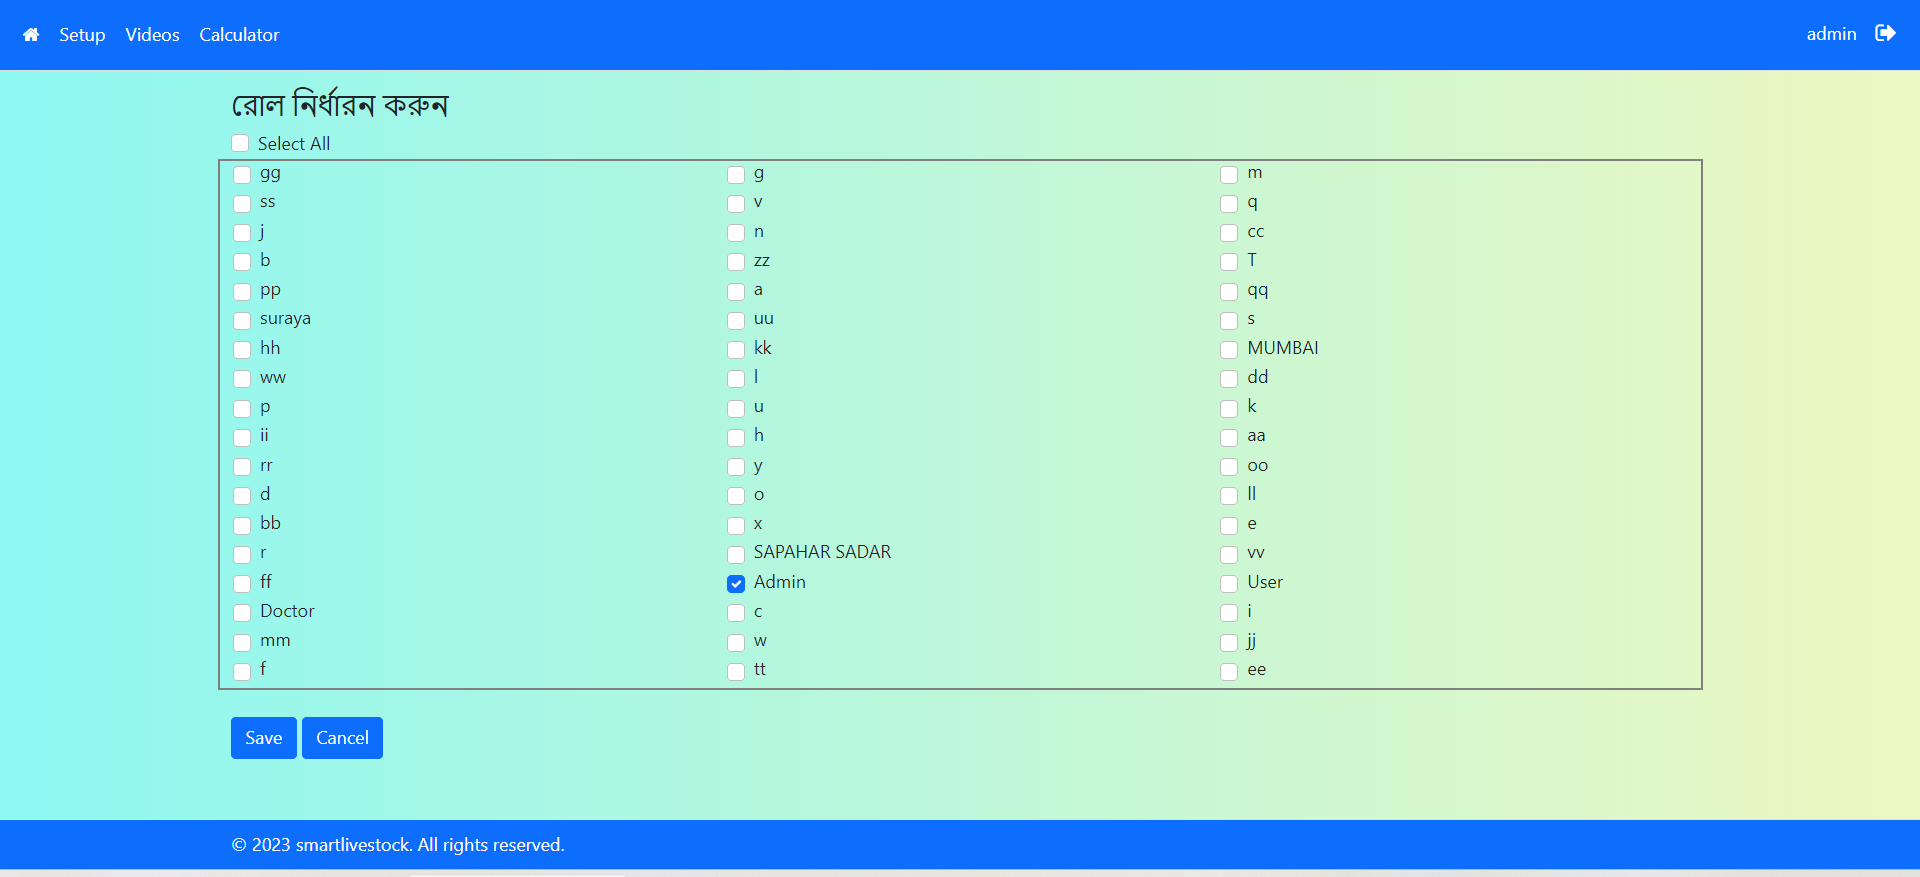 Setup Videos Calculator admin
রোল নির্ধারন করুন
Select All
gg g m
ss v q
j n cc
b zz T
pp a qq
suraya uu s
hh kk MUMBAI
ww l dd
p u k
ii h aa
rr y oo
d o ll
bb x e
r SAPAHAR SADAR vv
ff Admin User
Doctor c i
mm w jj
f tt ee
Save Cancel
© 2023 smartlivestock. All rights reserved.